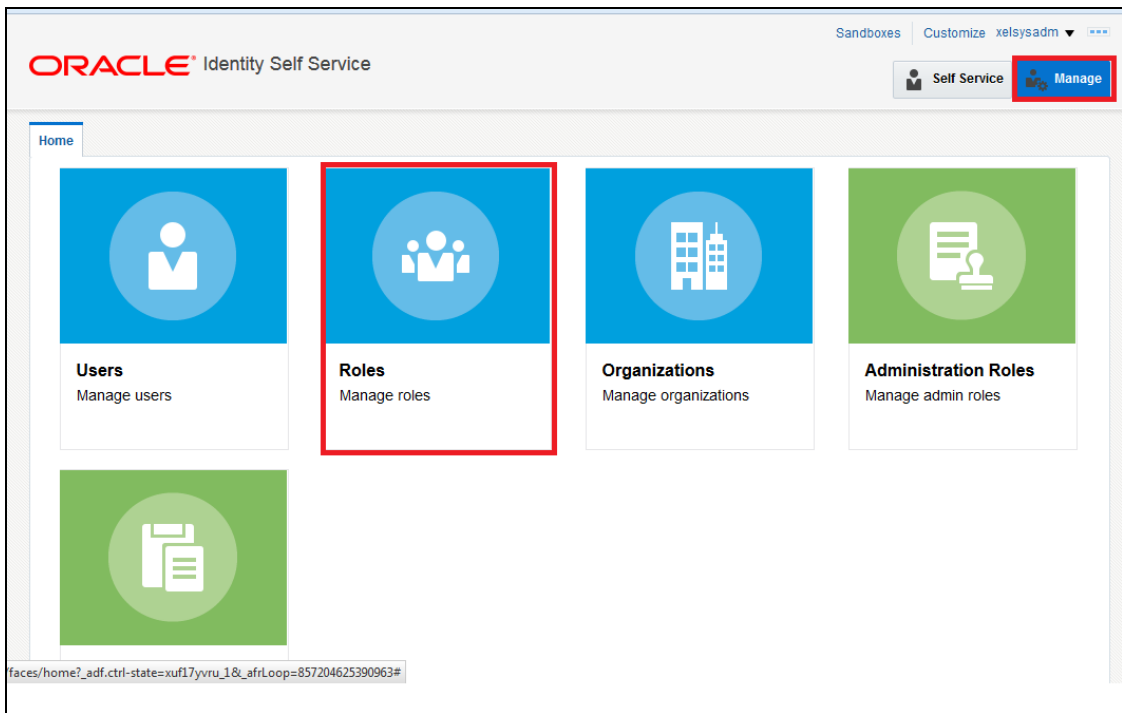 Sandboxes Customize xelsysadm
ORACLE® Identity Self Service
Self Service Manage
Home
Users
Manage users
Roles
Manage roles
Organizations
Manage organizations
Administration Roles
Manage admin roles
/faces/home?_adf.ctrl-state=xuf17yvru_1&_afrLoop=857204625390963#